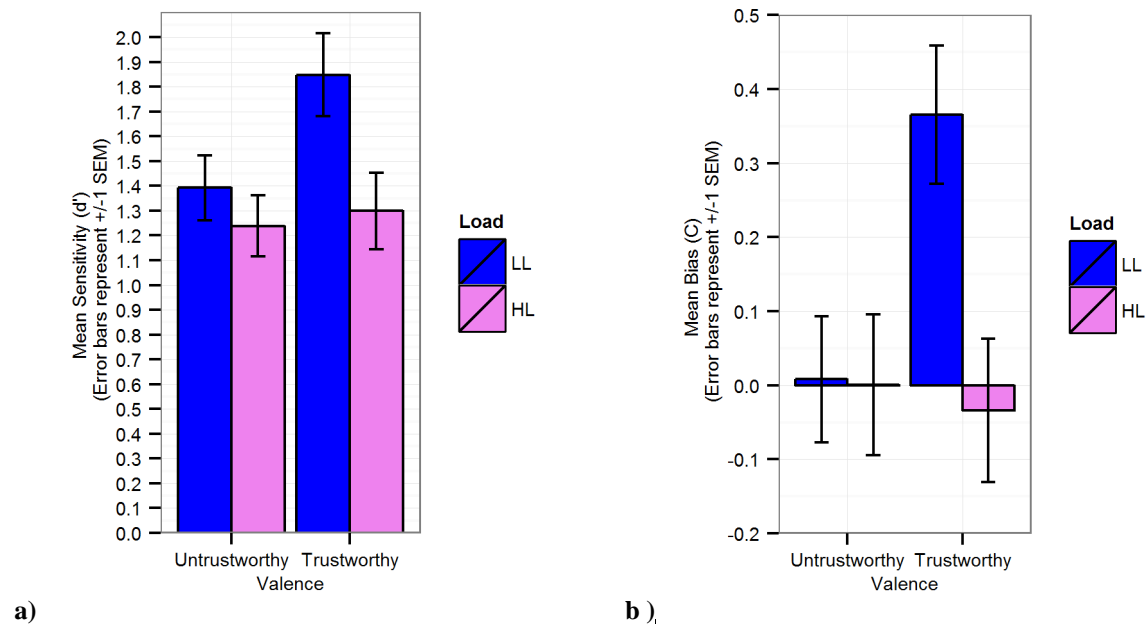 2.0
1.9
1.8
1.7
1.6
1.5
1.4
1.3
1.2
1.1
1.0
0.9
0.8
0.7
0.6
0.5
0.4
0.3
0.2
0.1
0.0
Mean Sensitivity (d')
(Error bars represent +/-1 SEM)
Untrustworthy Trustworthy
Valence
Load
LL
HL
a)
0.5
0.4
0.3
0.2
0.1
0.0
-0.1
-0.2
Mean Bias (C)
(Error bars represent +/-1 SEM)
Untrustworthy Trustworthy
Valence
Load
LL
HL
b )